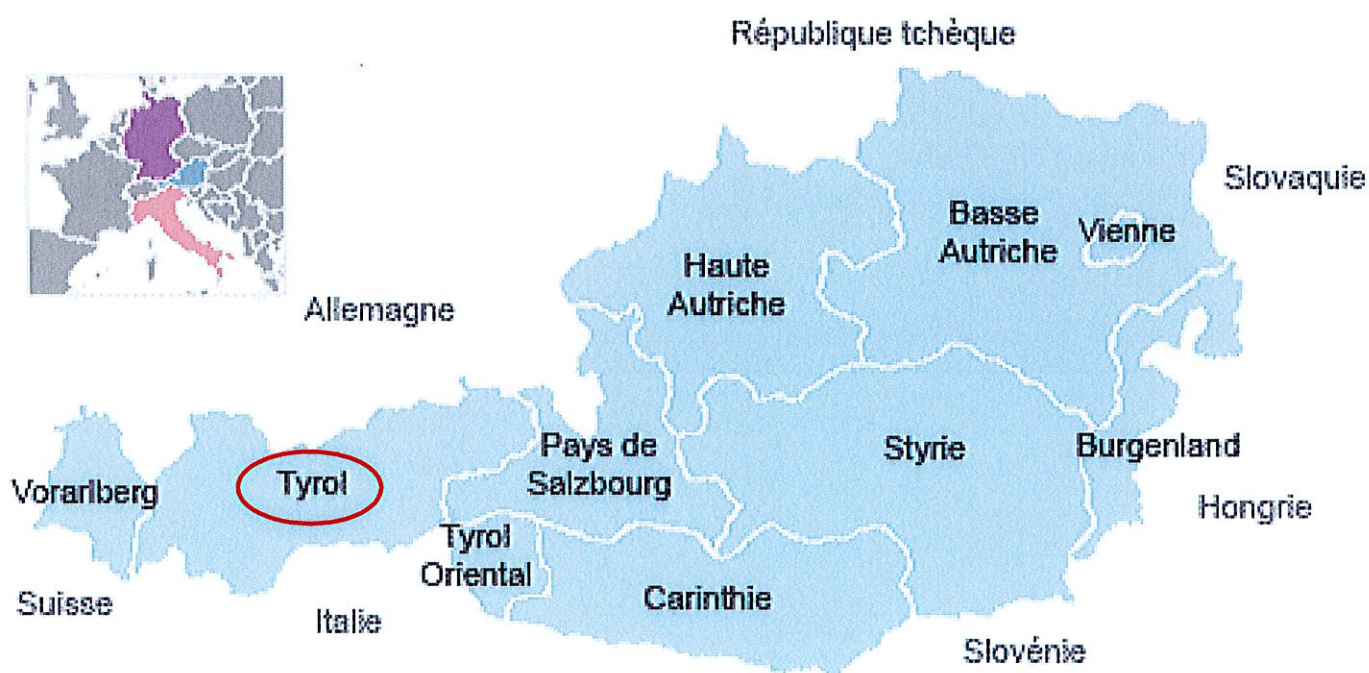 République tchèque
Slovaquie
Basse
Autriche
Vienne
Haute
Autriche
Allemagne
Pays de
Salzbourg
Styrie
Burgenland
Vorarlberg
Tyrol
Hongrie
Tyrol
Oriental
Carinthie
Suisse
Italie
Slovénie